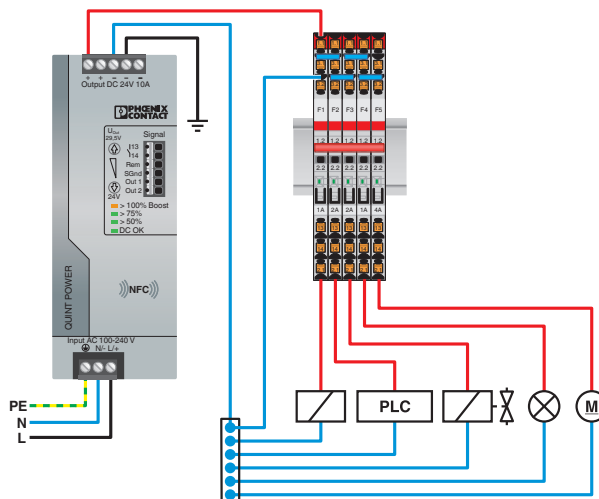 + + − − −
Output DC 24V 10A
PHŒNIX
CONTACT
UOut
29,5V
Signal
13
14
Rem
SGnd
Out 1
Out 2
24V
> 100% Boost
> 75%
> 50%
DC OK
QUINT POWER
NFC
Input AC 100-240 V
N/- L/+
PE
N
L
F1 F2 F3 F4 F5
1.2 1.2 1.2 1.2 1.2
2.2 2.2 2.2 2.2 2.2
1A 2A 2A 1A 4A
PLC
M